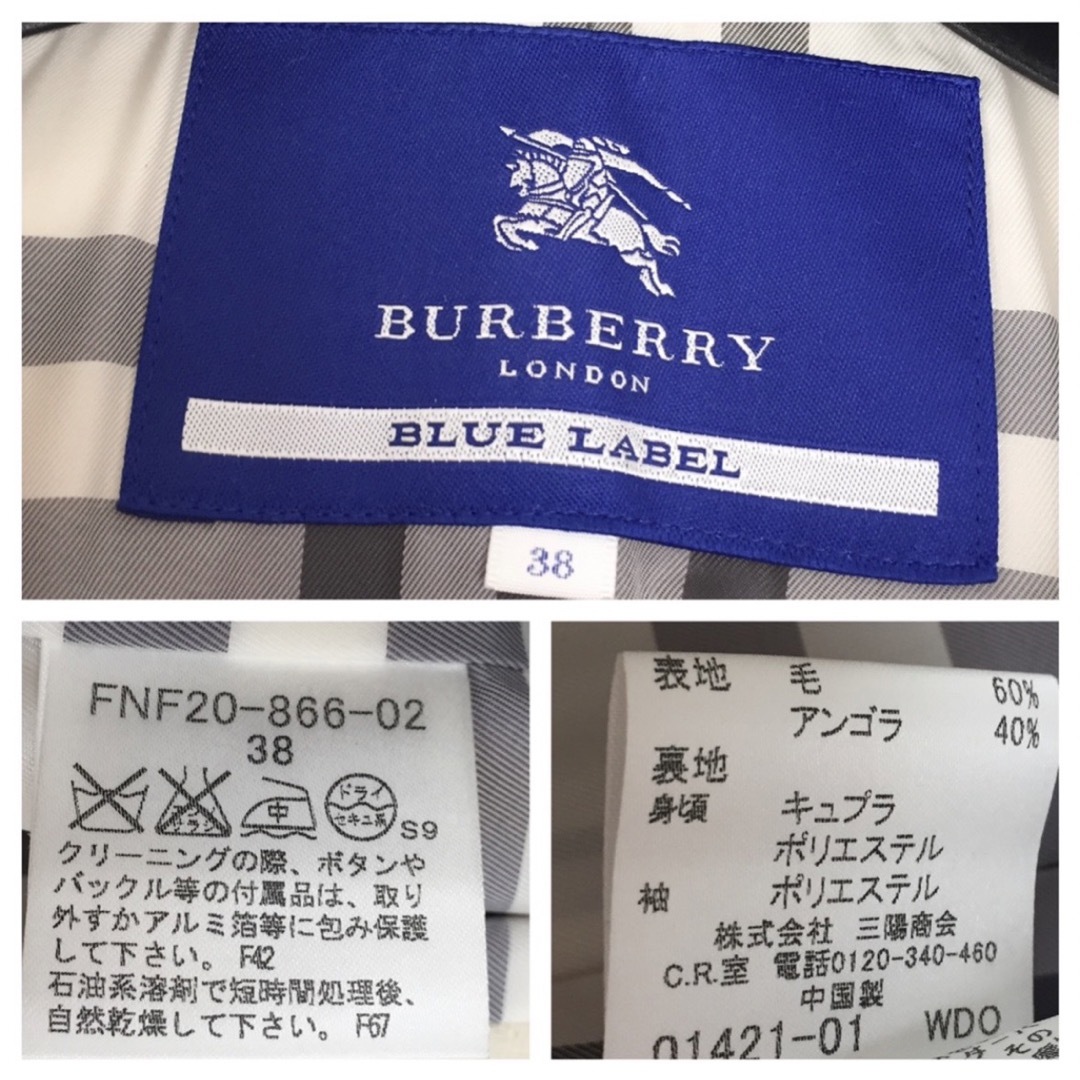 BURBERRY
LONDON
BLUE LABEL
38
FNF20-866-02
38
エンソ サラシ 中 ドライ
セキユ系 S9
クリーニングの際、ボタンや
バックル等の付属品は、取り
外すかアルミ箔等に包み保護
して下さい。 F42
石油系溶剤で短時間処理後、
自然乾燥して下さい。 F67
表地 毛 60%
アンゴラ 40%
裏地
身頃 キュプラ
ポリエステル
袖 ポリエステル
株式会社 三陽商会
C.R.室 電話0120-340-460
中国製
01421-01 WDO